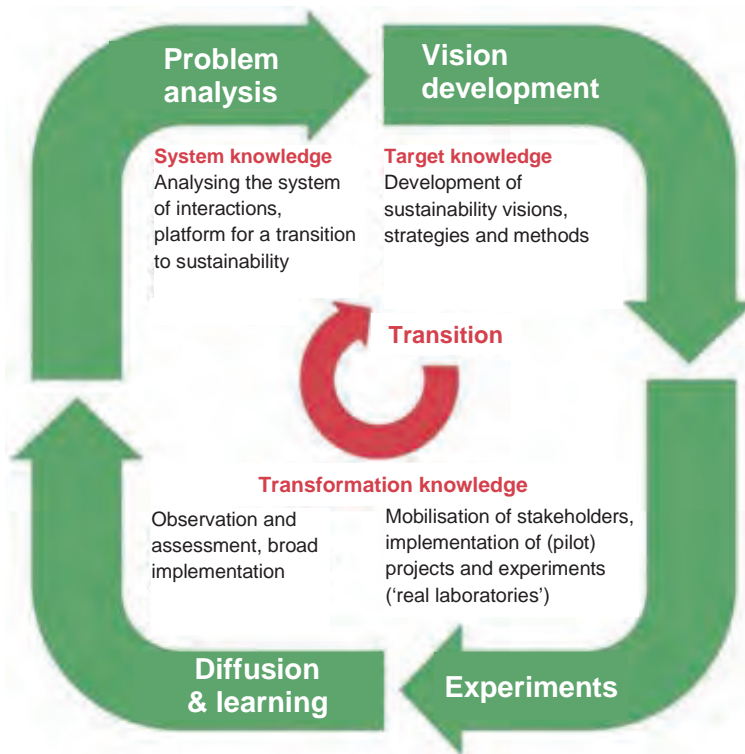 Problem
analysis
Vision
development
System knowledge
Analysing the system
of interactions,
platform for a transition
to sustainability
Target knowledge
Development of
sustainability visions,
strategies and methods
Transition
Transformation knowledge
Observation and
assessment, broad
implementation
Mobilisation of stakeholders,
implementation of (pilot)
projects and experiments
(‘real laboratories’)
Diffusion
& learning
Experiments